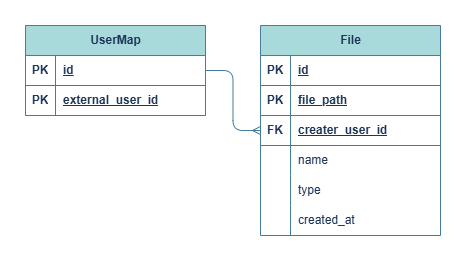 UserMap
PK id
PK external_user_id
File
PK id
PK file_path
FK creater_user_id
name
type
created_at